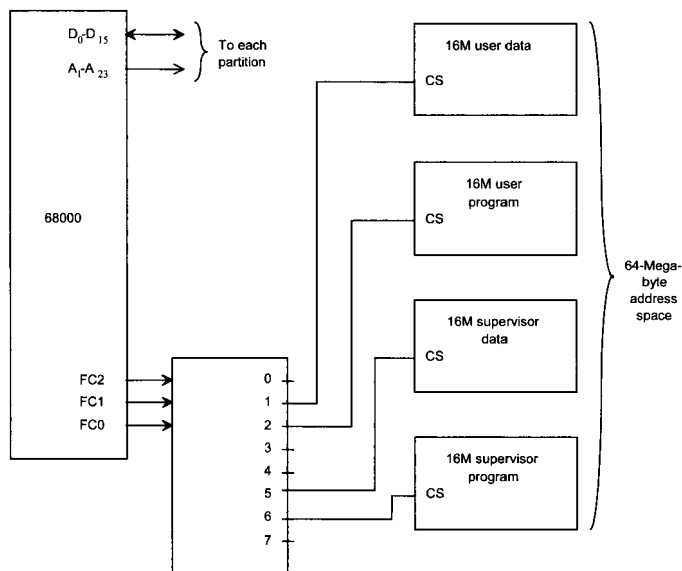 D0-D15
A1-A23
To each
partition
68000
FC2
FC1
FC0
0
1
2
3
4
5
6
7
16M user data
CS
16M user
program
CS
16M supervisor
data
CS
16M supervisor
program
CS
64-Mega-
byte
address
space